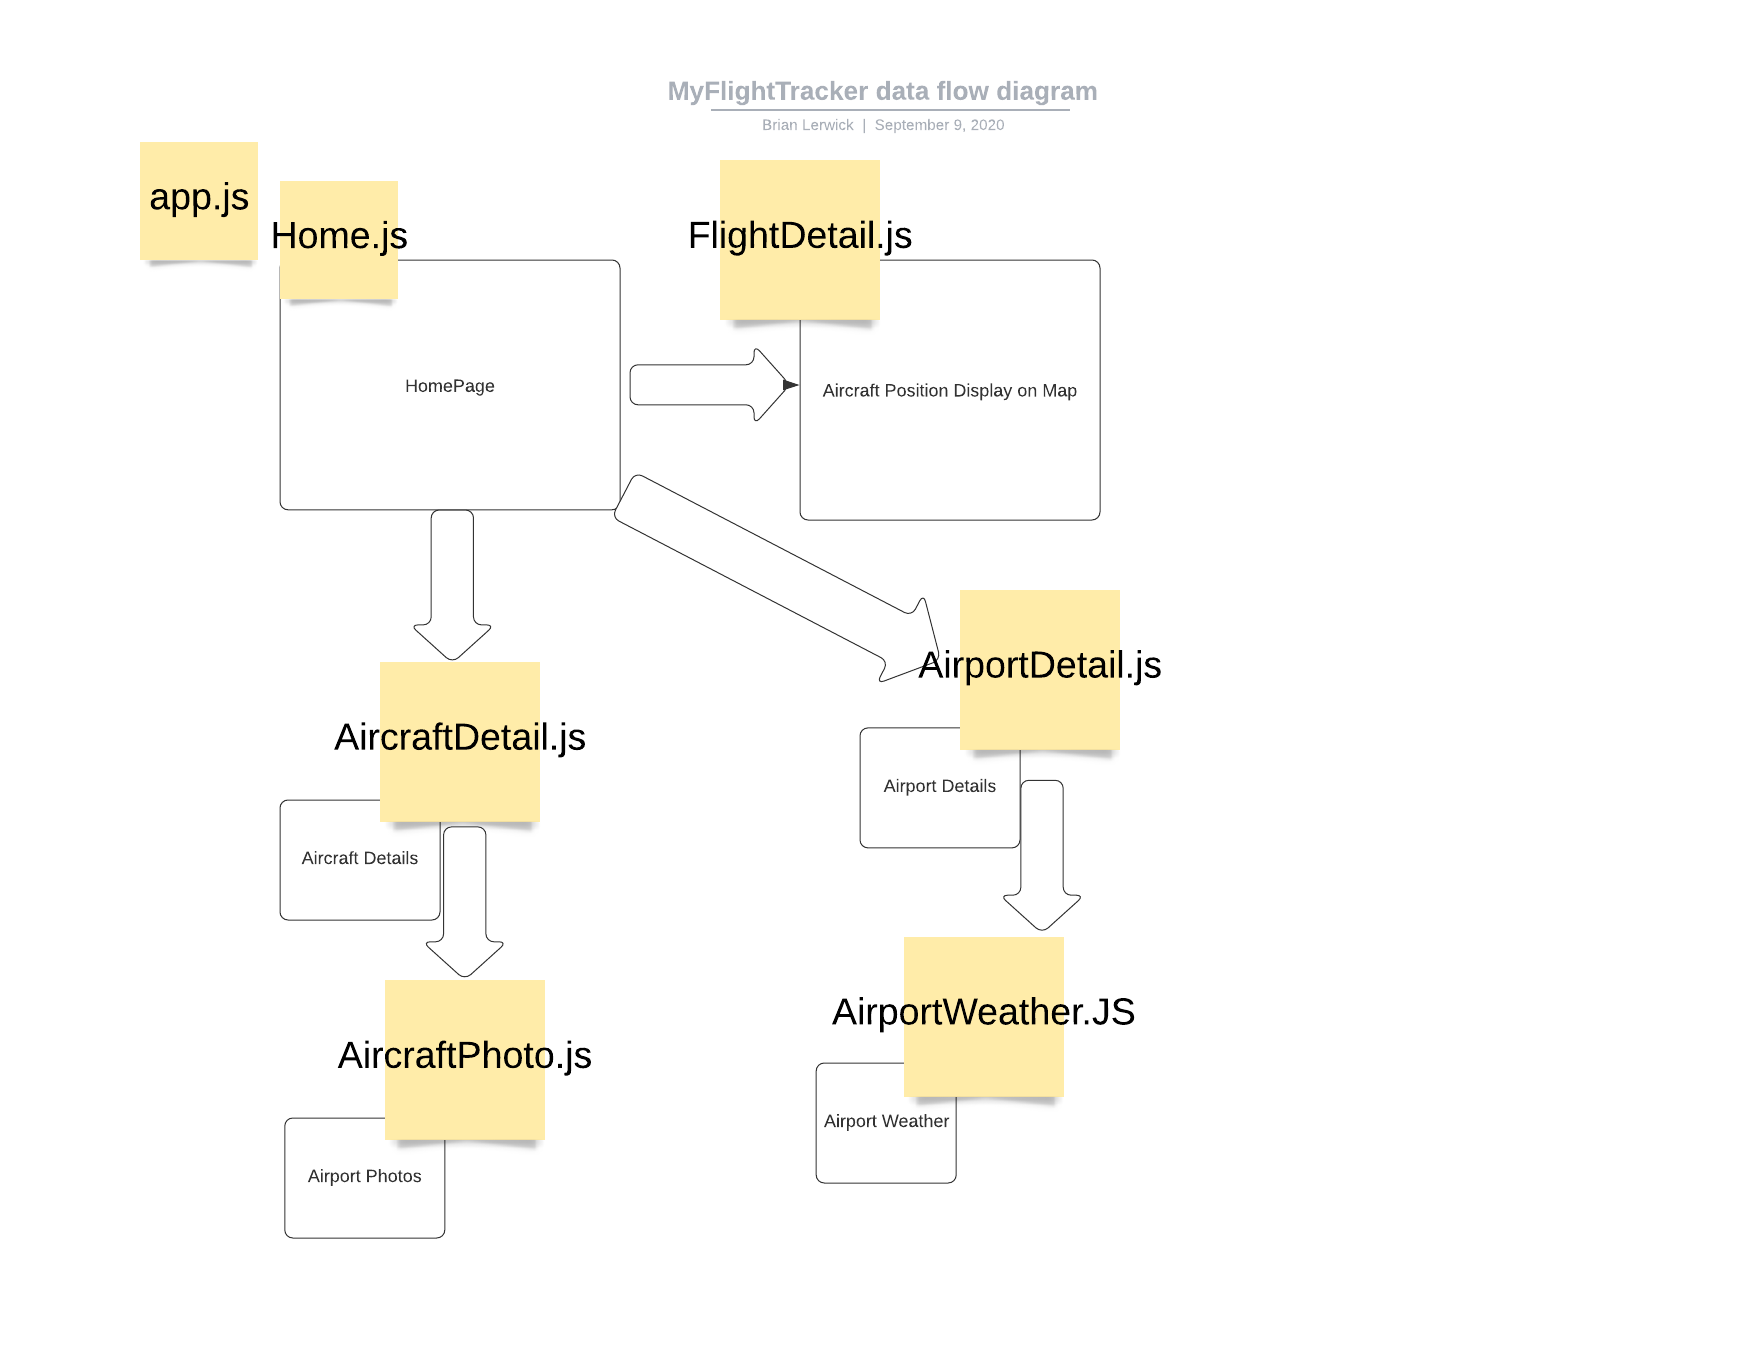 MyFlightTracker data flow diagram
Brian Lerwick | September 9, 2020
app.js
Home.js
FlightDetail.js
HomePage
Aircraft Position Display on Map
AirportDetail.js
AircraftDetail.js
Airport Details
Aircraft Details
AirportWeather.JS
AircraftPhoto.js
Airport Weather
Airport Photos